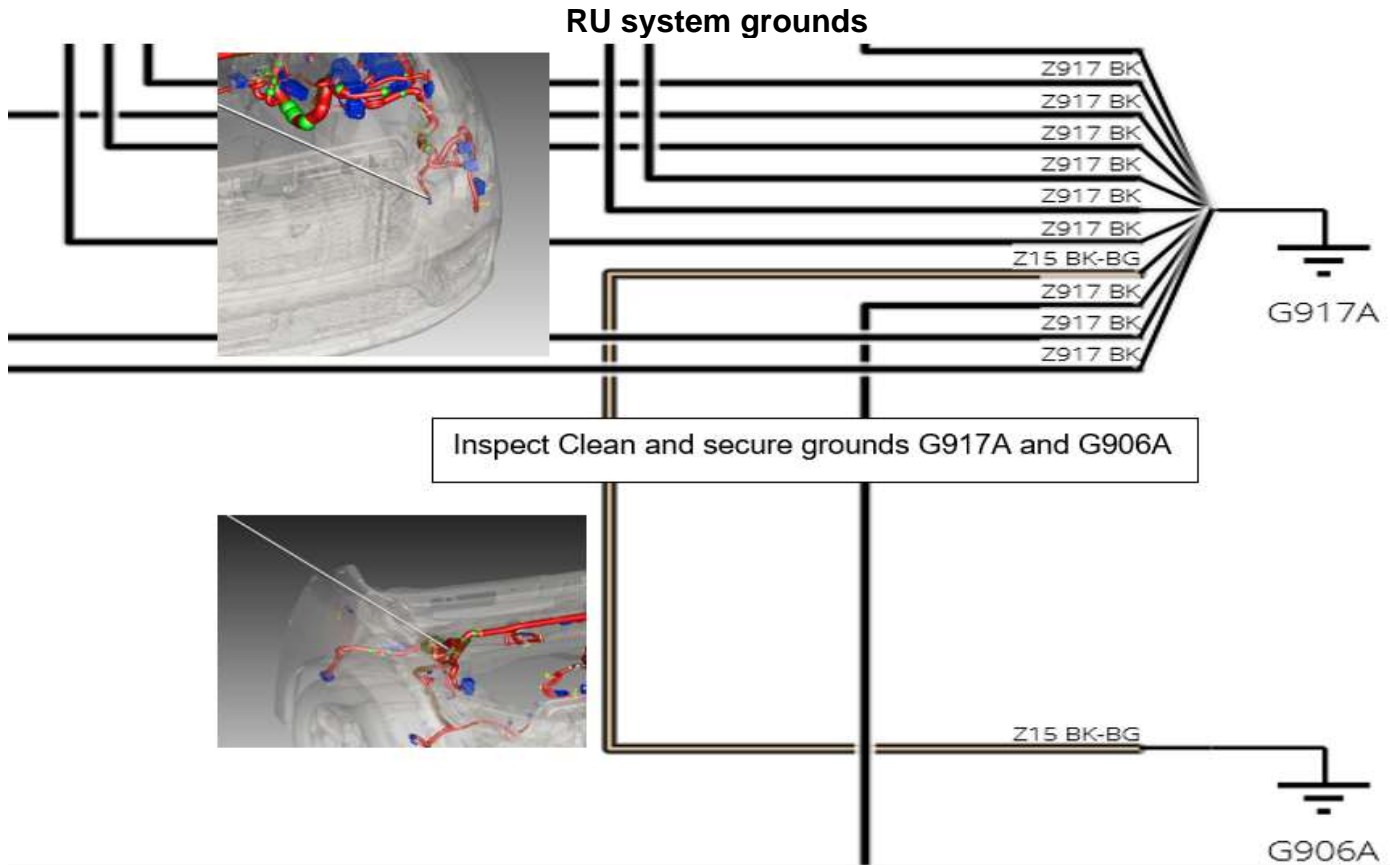 RU system grounds
Z917 BK
Z917 BK
Z917 BK
Z917 BK
Z917 BK
Z917 BK
Z15 BK-BG
Z917 BK
Z917 BK
Z917 BK
G917A
Inspect Clean and secure grounds G917A and G906A
Z15 BK-BG
G906A